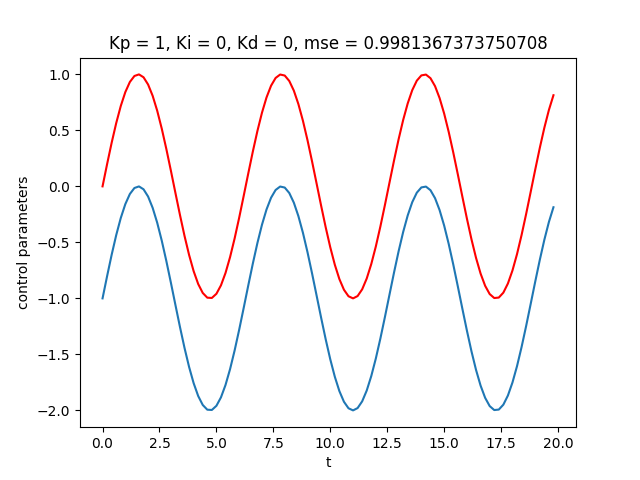 Kp = 1, Ki = 0, Kd = 0, mse = 0.9981367373750708
1.0
0.5
0.0
−0.5
−1.0
−1.5
−2.0
control parameters
0.0 2.5 5.0 7.5 10.0 12.5 15.0 17.5 20.0
t